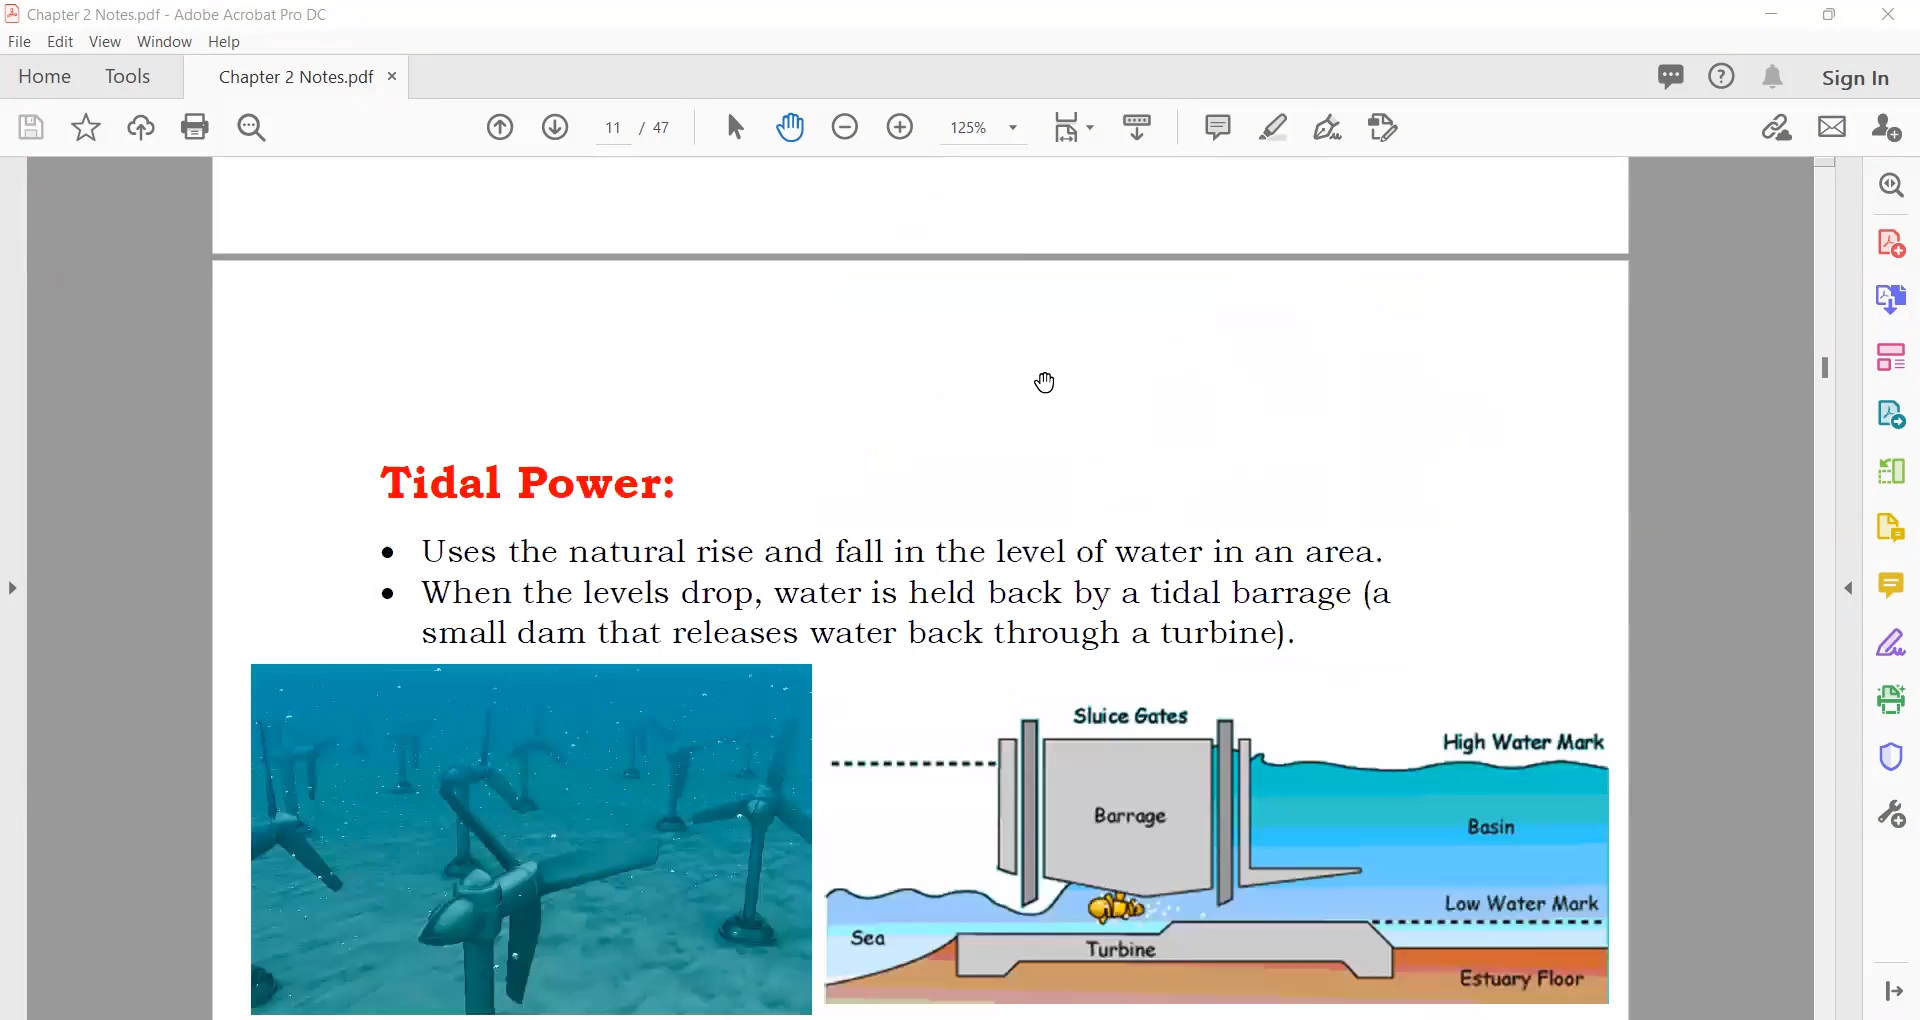 Chapter 2 Notes.pdf - Adobe Acrobat Pro DC
File Edit View Window Help
Home Tools Chapter 2 Notes.pdf × Sign In
11 / 47 125%
Tidal Power:
• Uses the natural rise and fall in the level of water in an area.
• When the levels drop, water is held back by a tidal barrage (a
small dam that releases water back through a turbine).
Sluice Gates
High Water Mark
Barrage
Basin
Low Water Mark
Sea
Turbine
Estuary Floor